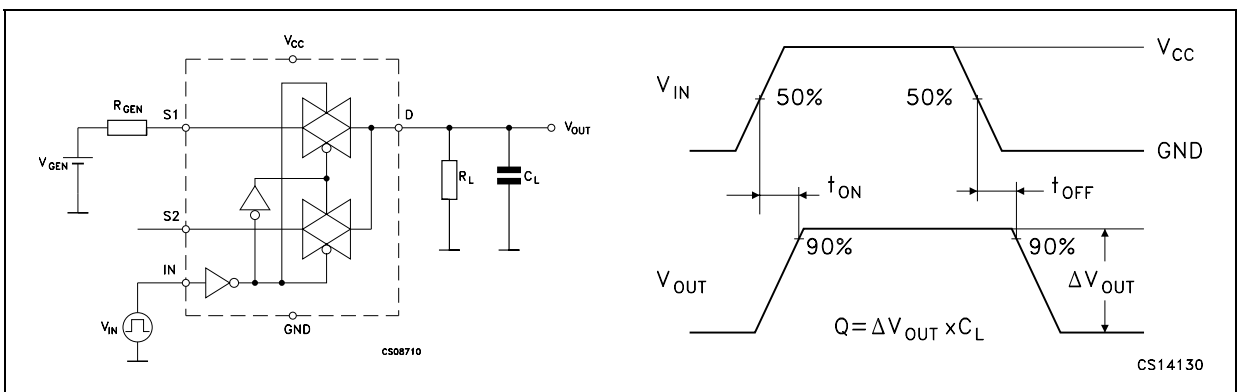 VCC
RGEN
S1
D
VOUT
VGEN
RL
CL
S2
IN
VIN
GND
CS08710
VCC
VIN
50%
50%
GND
tON
tOFF
90%
90%
VOUT
ΔVOUT
Q=ΔVOUT xCL
CS14130